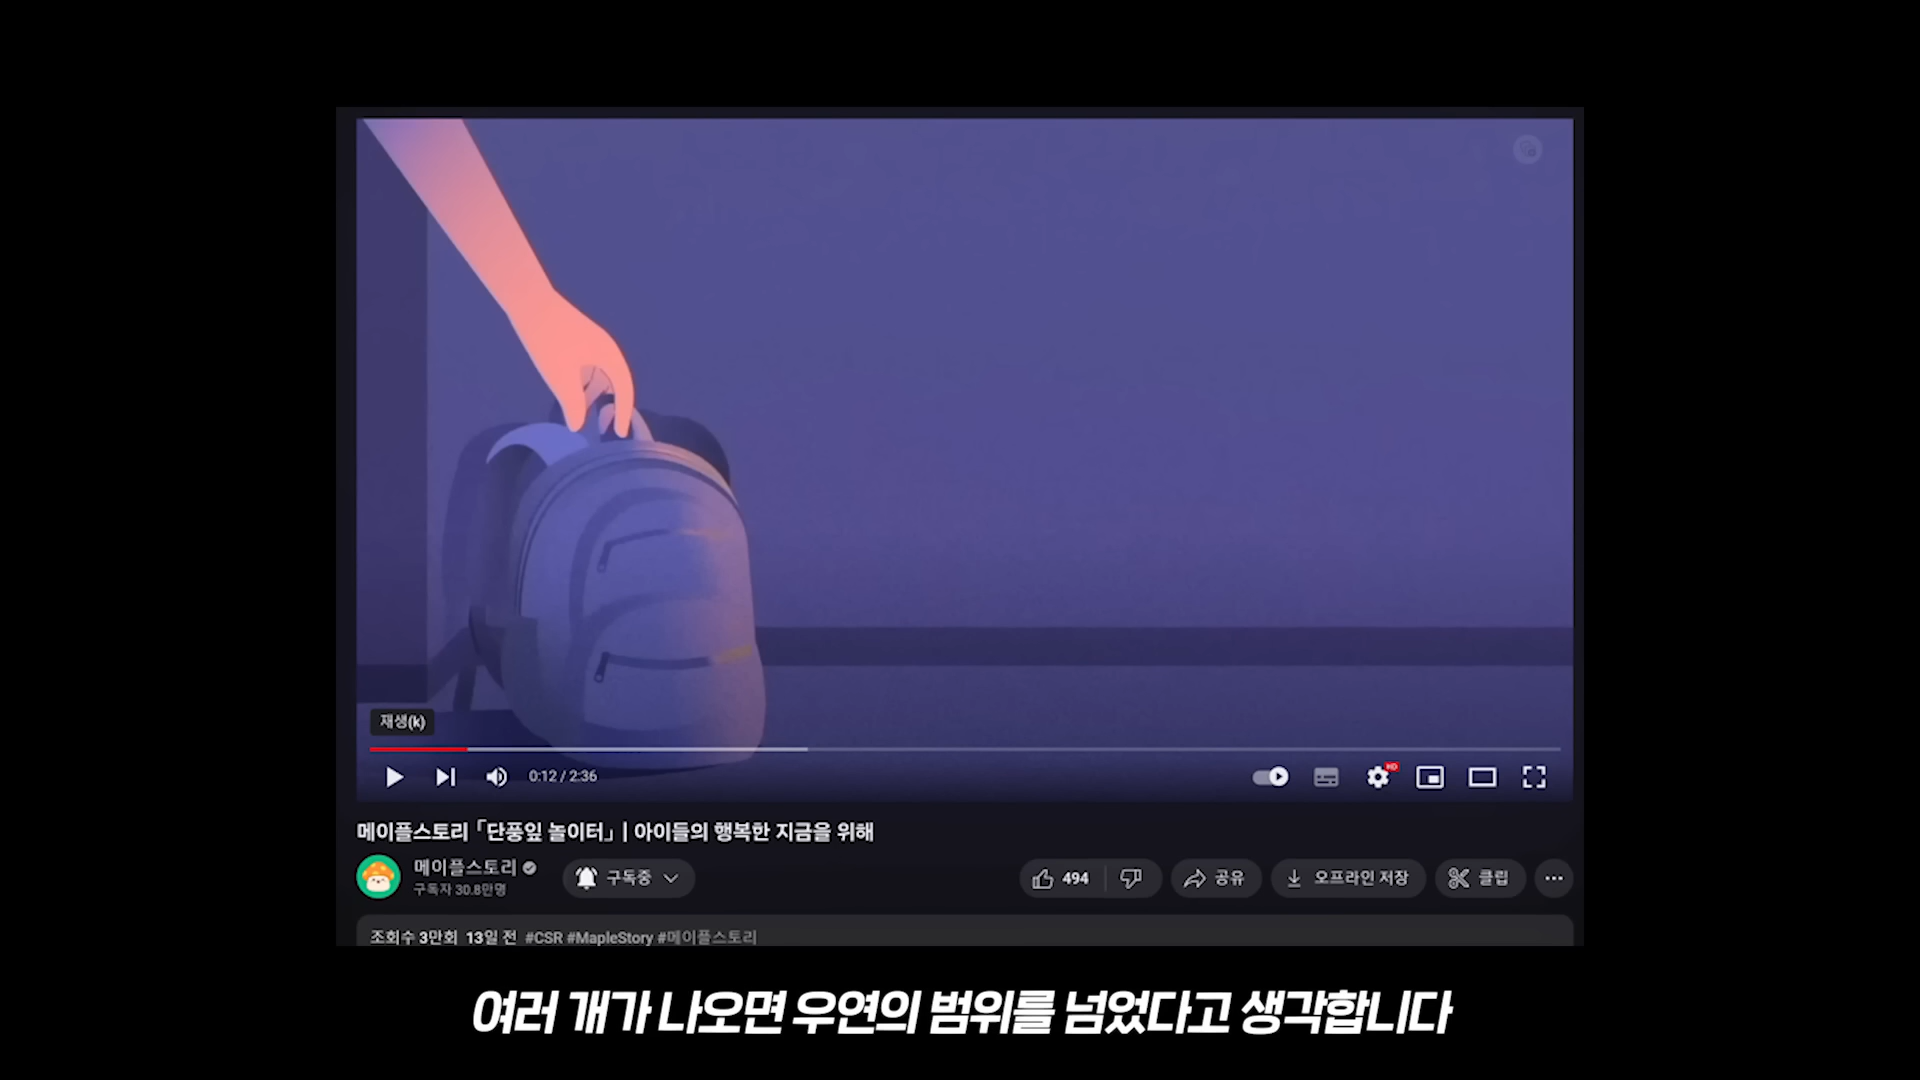 재생(k)
0:12 / 2:36
HD
메이플스토리 「단풍잎 놀이터」 | 아이들의 행복한 지금을 위해
메이플스토리
구독자 30.8만명
구독중
494
공유
오프라인 저장
클립
조회수 3만회 13일 전 #CSR #MapleStory #메이플스토리
여러 개가 나오면 우연의 범위를 넘었다고 생각합니다